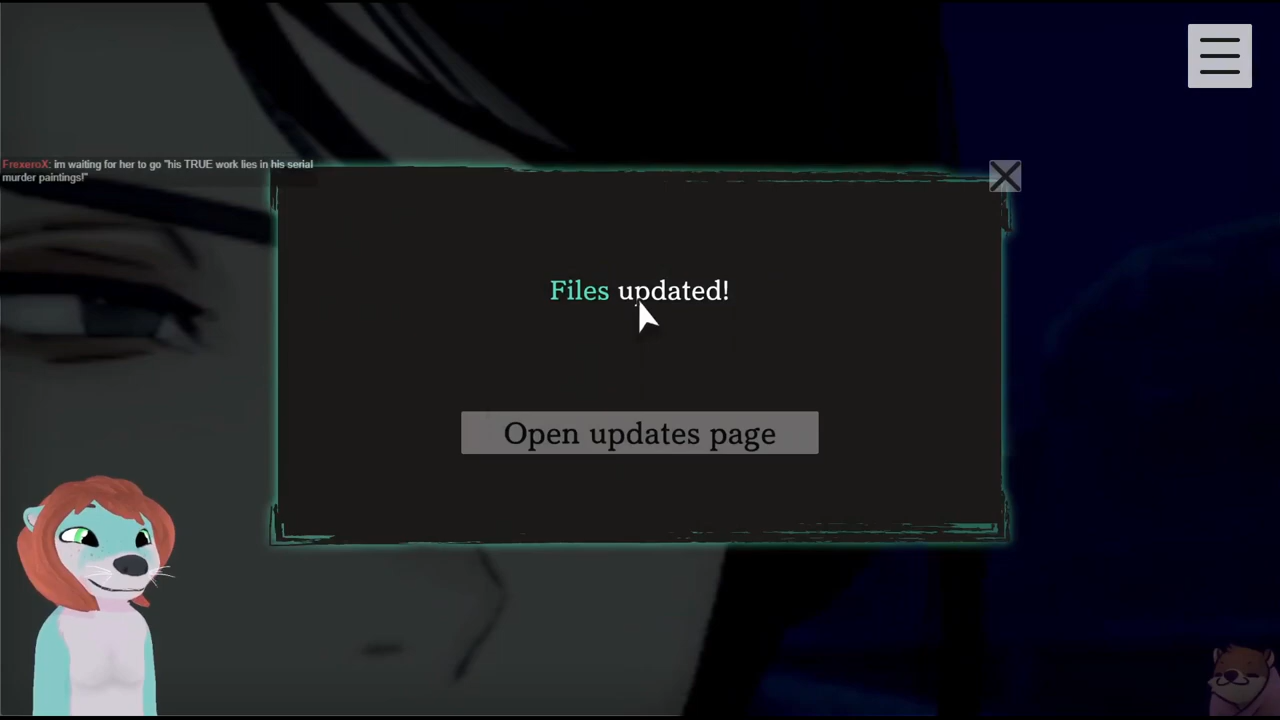 FrexeroX: im waiting for her to go "his TRUE work lies in his serial
murder paintings!"
Files updated!
Open updates page